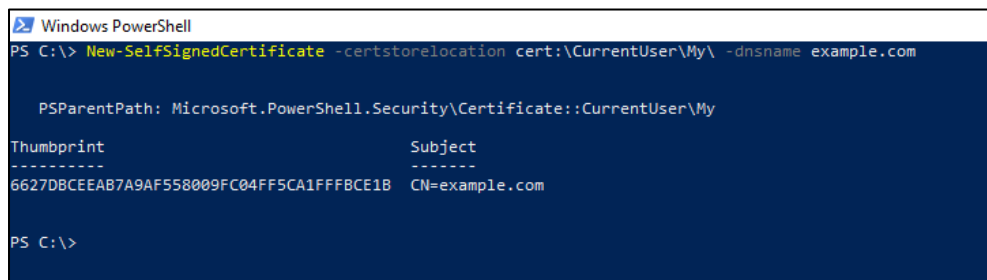 Windows PowerShell
PS C:\> New-SelfSignedCertificate -certstorelocation cert:\CurrentUser\My\ -dnsname example.com
PSParentPath: Microsoft.PowerShell.Security\Certificate::CurrentUser\My
Thumbprint Subject
---------- -------
6627DBCEEAB7A9AF558009FC04FF5CA1FFFBCE1B CN=example.com
PS C:\>